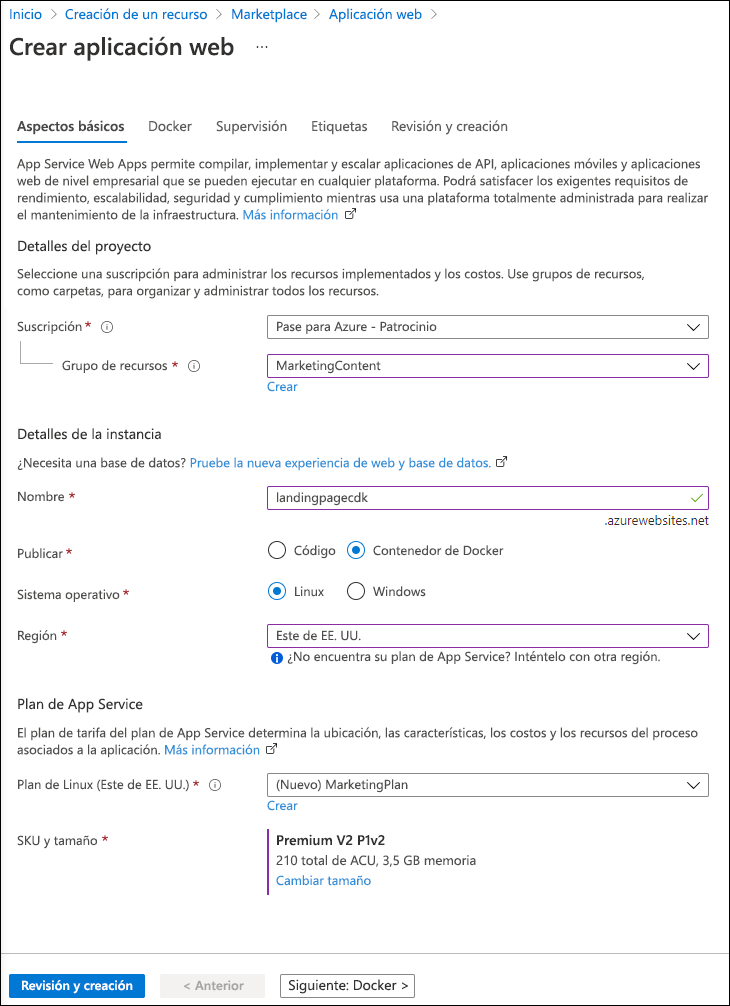 Inicio > Creación de un recurso > Marketplace > Aplicación web >
Crear aplicación web ...
Aspectos básicos Docker Supervisión Etiquetas Revisión y creación
App Service Web Apps permite compilar, implementar y escalar aplicaciones de API, aplicaciones móviles y aplicaciones
web de nivel empresarial que se pueden ejecutar en cualquier plataforma. Podrá satisfacer los exigentes requisitos de
rendimiento, escalabilidad, seguridad y cumplimiento mientras usa una plataforma totalmente administrada para realizar
el mantenimiento de la infraestructura. Más información
Detalles del proyecto
Seleccione una suscripción para administrar los recursos implementados y los costos. Use grupos de recursos,
como carpetas, para organizar y administrar todos los recursos.
Suscripción * Pase para Azure - Patrocinio
Grupo de recursos * MarketingContent
Crear
Detalles de la instancia
¿Necesita una base de datos? Pruebe la nueva experiencia de web y base de datos.
Nombre * landingpagecdk
.azurewebsites.net
Publicar * Código Contenedor de Docker
Sistema operativo * Linux Windows
Región * Este de EE. UU.
¿No encuentra su plan de App Service? Inténtelo con otra región.
Plan de App Service
El plan de tarifa del plan de App Service determina la ubicación, las características, los costos y los recursos del proceso
asociados a la aplicación. Más información
Plan de Linux (Este de EE. UU.) * (Nuevo) MarketingPlan
Crear
SKU y tamaño * Premium V2 P1v2
210 total de ACU, 3,5 GB memoria
Cambiar tamaño
Revisión y creación < Anterior Siguiente: Docker >